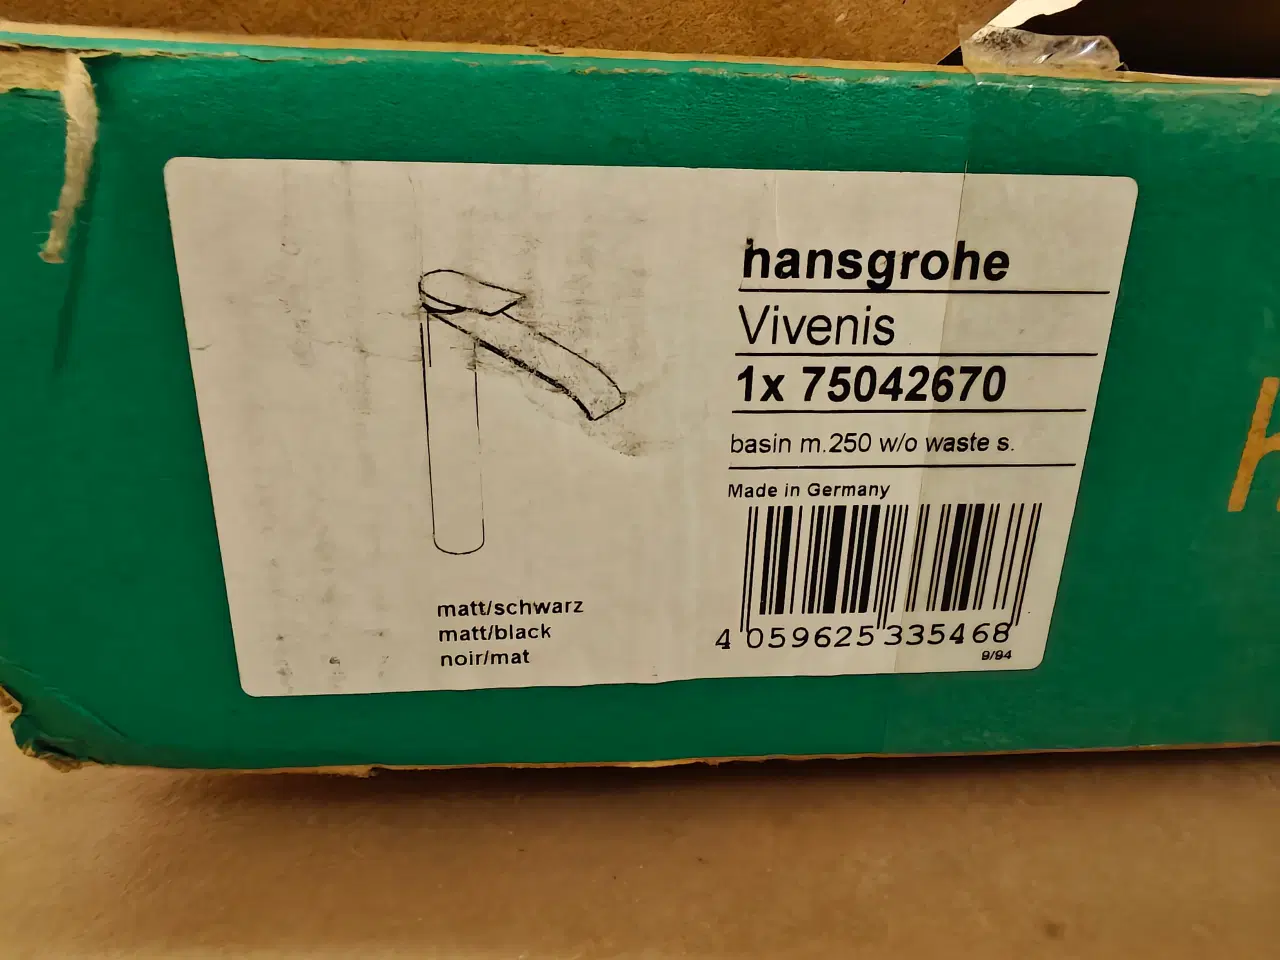 hansgrohe
Vivenis
1x 75042670
basin m.250 w/o waste s.
Made in Germany
4 059625 335468
9/94
matt/schwarz
matt/black
noir/mat